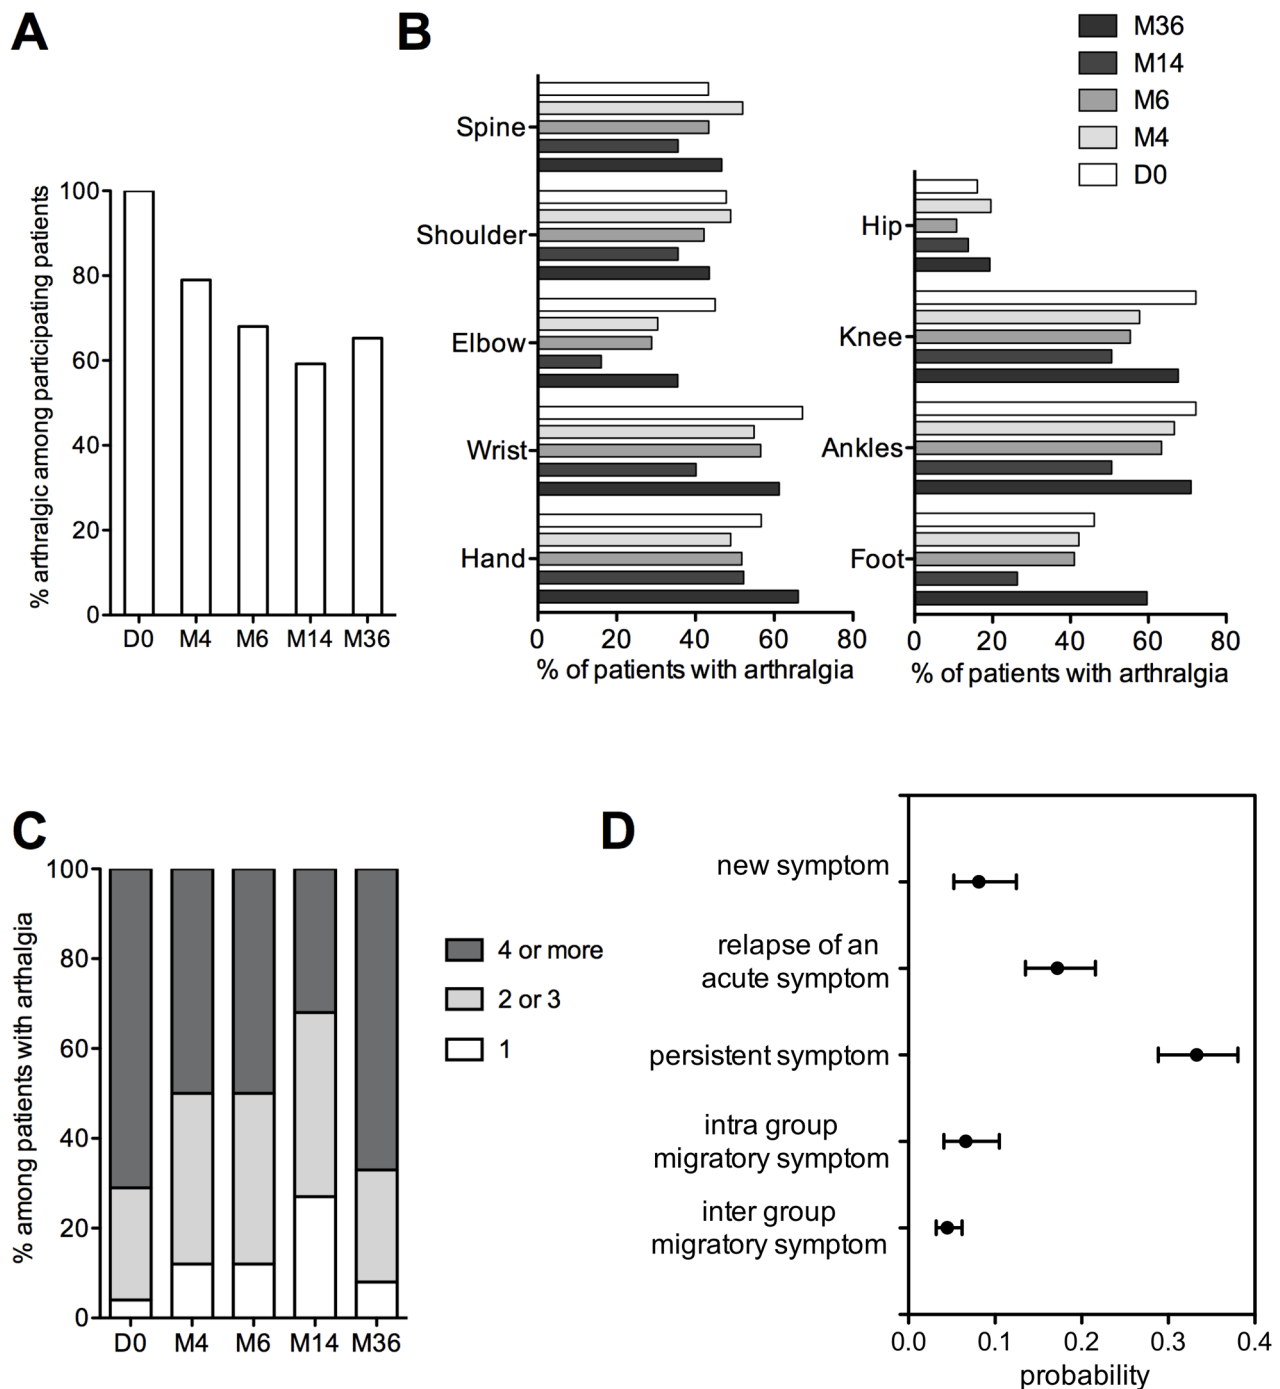 A
% arthralgic among participating patients
100
80
60
40
20
0
D0 M4 M6 M14 M36
B
M36
M14
M6
M4
D0
Spine
Shoulder
Elbow
Wrist
Hand
0 20 40 60 80
% of patients with arthralgia
Hip
Knee
Ankles
Foot
0 20 40 60 80
% of patients with arthralgia
C
% among patients with arthalgia
100
80
60
40
20
0
D0 M4 M6 M14 M36
4 or more
2 or 3
1
D
new symptom
relapse of an
acute symptom
persistent symptom
intra group
migratory symptom
inter group
migratory symptom
0.0 0.1 0.2 0.3 0.4
probability